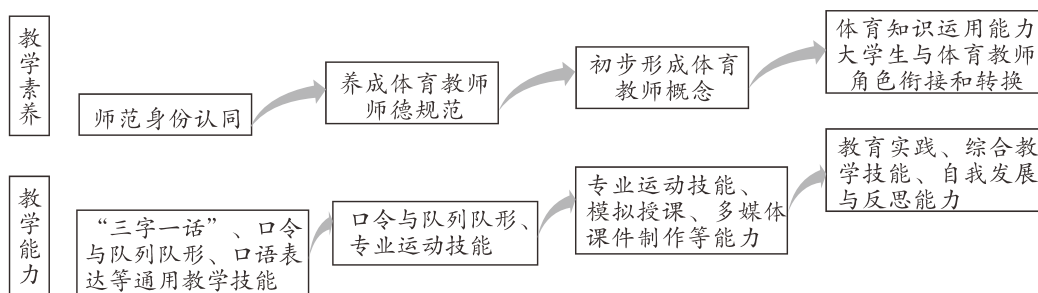 教学素养
师范身份认同
养成体育教师
师德规范
初步形成体育
教师概念
体育知识运用能力
大学生与体育教师
角色衔接和转换
教学能力
“三字一话”、口令
与队列队形、口语表
达等通用教学技能
口令与队列队形、
专业运动技能
专业运动技能、
模拟授课、多媒体
课件制作等能力
教育实践、综合教
学技能、自我发展
与反思能力